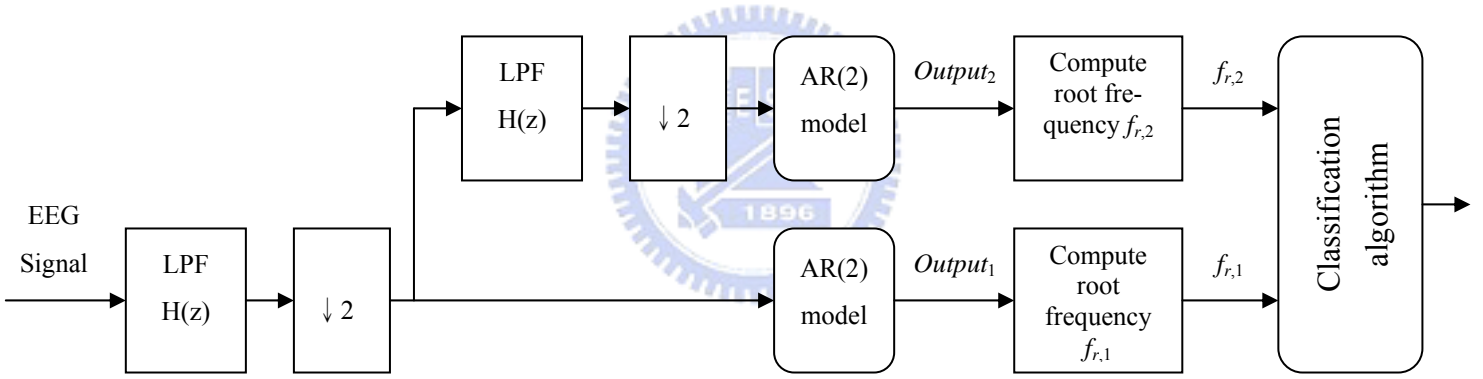 LPF
H(z)
↓ 2
AR(2)
model
Output₂
Compute
root fre-
quency fr,2
fr,2
Classification
algorithm
EEG
Signal
LPF
H(z)
↓ 2
AR(2)
model
Output₁
Compute
root
frequency
fr,1
fr,1
1896